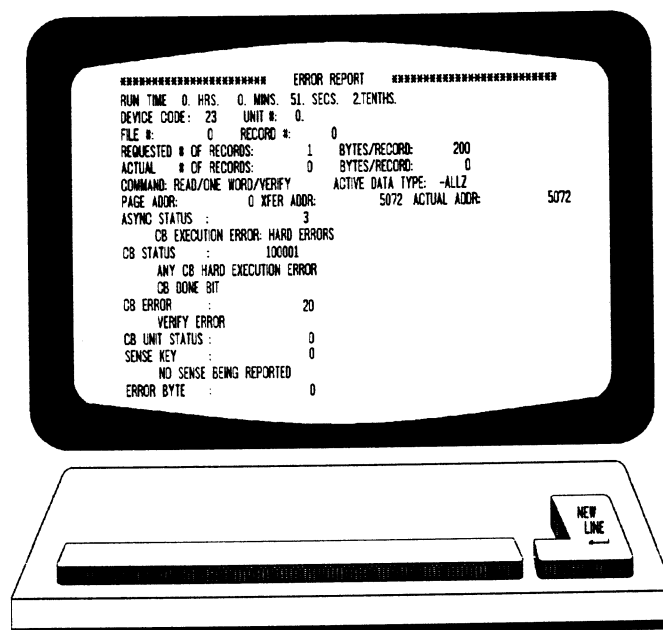 ************************ ERROR REPORT ***************************
RUN TIME 0. HRS. 0. MINS. 51. SECS. 2.TENTHS.
DEVICE CODE: 23 UNIT #: 0.
FILE #: 0 RECORD #: 0
REQUESTED # OF RECORDS: 1 BYTES/RECORD: 200
ACTUAL # OF RECORDS: 0 BYTES/RECORD: 0
COMMAND: READ/ONE WORD/VERIFY ACTIVE DATA TYPE: -ALLZ
PAGE ADDR: 0 XFER ADDR: 5072 ACTUAL ADDR: 5072
ASYNC STATUS : 3
CB EXECUTION ERROR: HARD ERRORS
CB STATUS : 100001
ANY CB HARD EXECUTION ERROR
CB DONE BIT
CB ERROR : 20
VERIFY ERROR
CB UNIT STATUS : 0
SENSE KEY : 0
NO SENSE BEING REPORTED
ERROR BYTE : 0
NEW
LINE